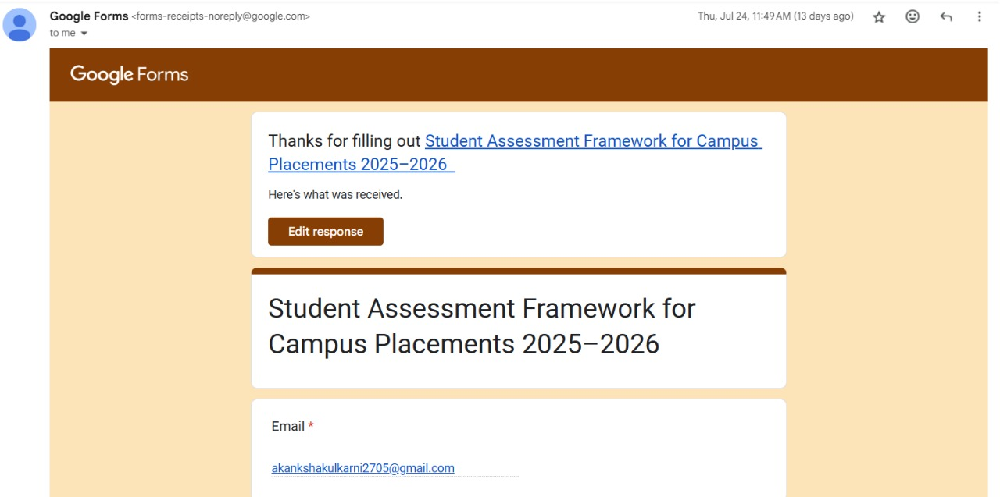 Google Forms <forms-receipts-noreply@google.com> Thu, Jul 24, 11:49 AM (13 days ago)
to me
Google Forms
Thanks for filling out Student Assessment Framework for Campus
Placements 2025–2026
Here's what was received.
Edit response
Student Assessment Framework for
Campus Placements 2025–2026
Email *
akankshakulkarni2705@gmail.com